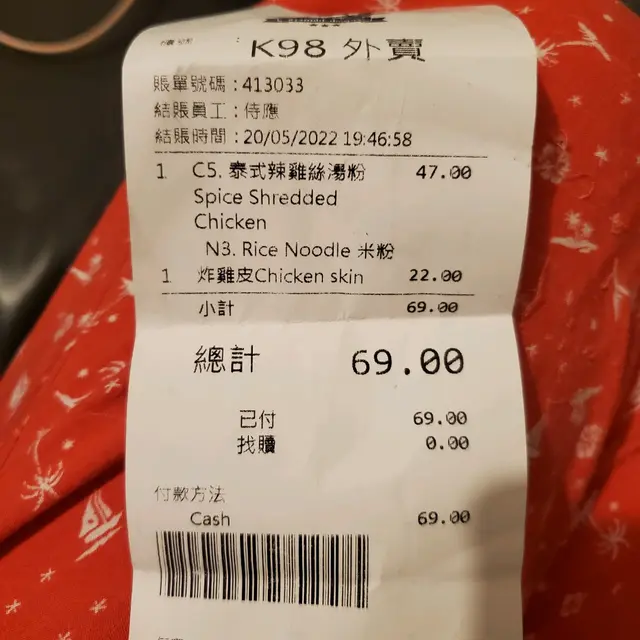 K98 外賣
賬單號碼：413033
結賬員工：侍應
結賬時間：20/05/2022 19:46:58
1 C5. 泰式辣雞絲湯粉 47.00
Spice Shredded
Chicken
N3. Rice Noodle 米粉
1 炸雞皮Chicken skin 22.00
小計 69.00
總計 69.00
已付 69.00
找贖 0.00
付款方法
Cash 69.00